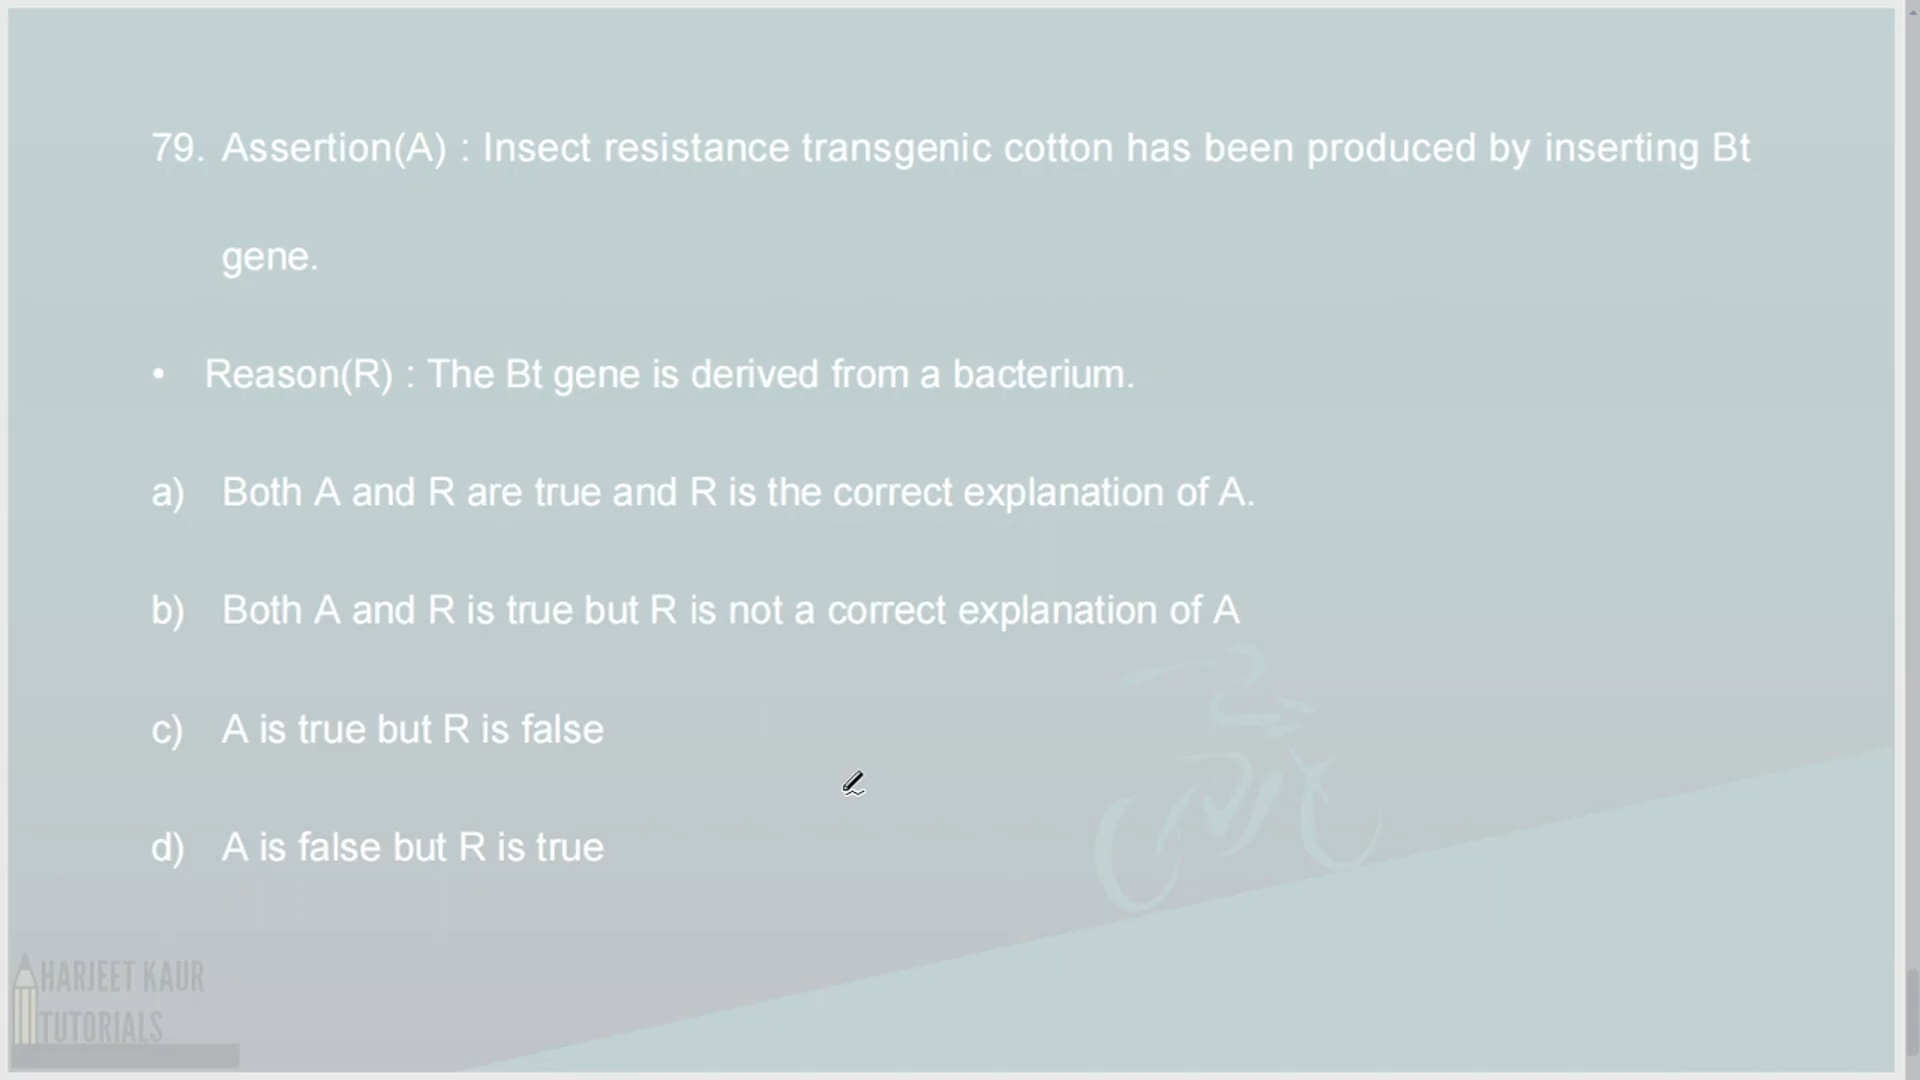 79. Assertion(A) : Insect resistance transgenic cotton has been produced by inserting Bt
gene.
• Reason(R) : The Bt gene is derived from a bacterium.
a) Both A and R are true and R is the correct explanation of A.
b) Both A and R is true but R is not a correct explanation of A
c) A is true but R is false
d) A is false but R is true
HARJEET KAUR
TUTORIALS